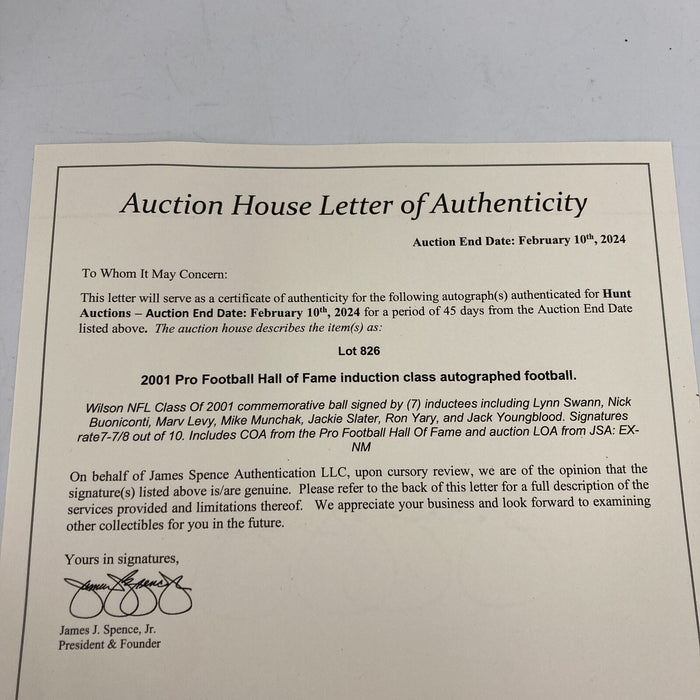 Auction House Letter of Authenticity
Auction End Date: February 10th, 2024
To Whom It May Concern:
This letter will serve as a certificate of authenticity for the following autograph(s) authenticated for Hunt
Auctions – Auction End Date: February 10th, 2024 for a period of 45 days from the Auction End Date
listed above. The auction house describes the item(s) as:
Lot 826
2001 Pro Football Hall of Fame induction class autographed football.
Wilson NFL Class Of 2001 commemorative ball signed by (7) inductees including Lynn Swann, Nick
Buoniconti, Marv Levy, Mike Munchak, Jackie Slater, Ron Yary, and Jack Youngblood. Signatures
rate7-7/8 out of 10. Includes COA from the Pro Football Hall Of Fame and auction LOA from JSA: EX-
NM
On behalf of James Spence Authentication LLC, upon cursory review, we are of the opinion that the
signature(s) listed above is/are genuine. Please refer to the back of this letter for a full description of the
services provided and limitations thereof. We appreciate your business and look forward to examining
other collectibles for you in the future.
Yours in signatures,
James J. Spence, Jr.
President & Founder